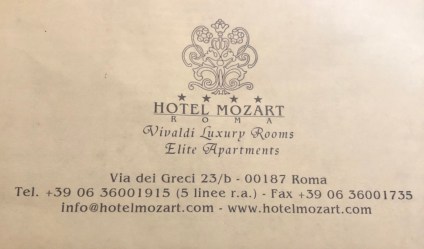 HOTEL MOZART
ROMA
Vivaldi Luxury Rooms
Elite Apartments
Via dei Greci 23/b - 00187 Roma
Tel. +39 06 36001915 (5 linee r.a.) - Fax +39 06 36001735
info@hotelmozart.com - www.hotelmozart.com